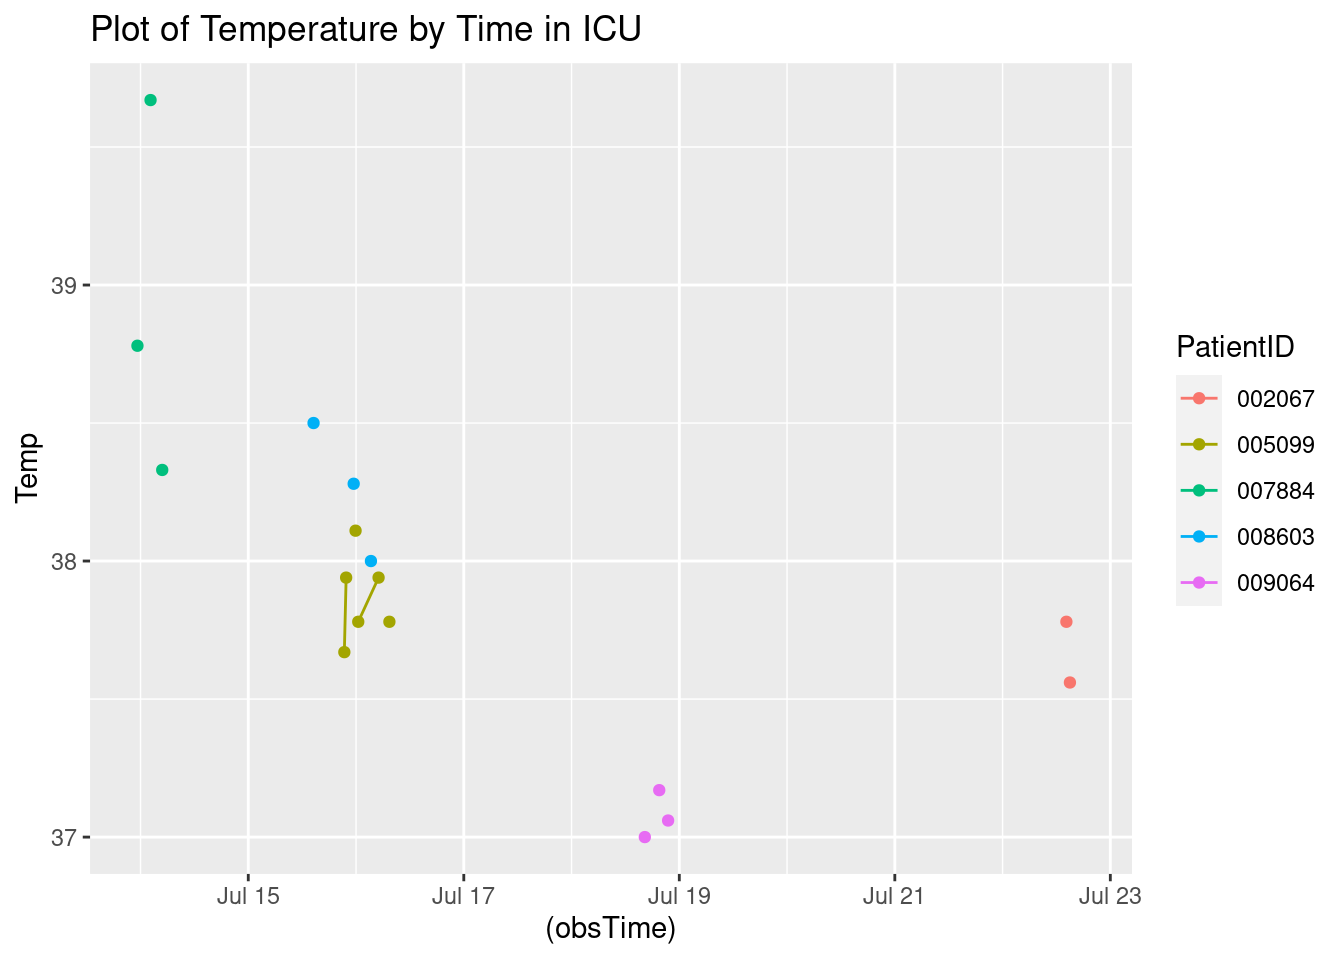 Plot of Temperature by Time in ICU
39
38
37
Temp
Jul 15
Jul 17
Jul 19
Jul 21
Jul 23
(obsTime)
PatientID
002067
005099
007884
008603
009064